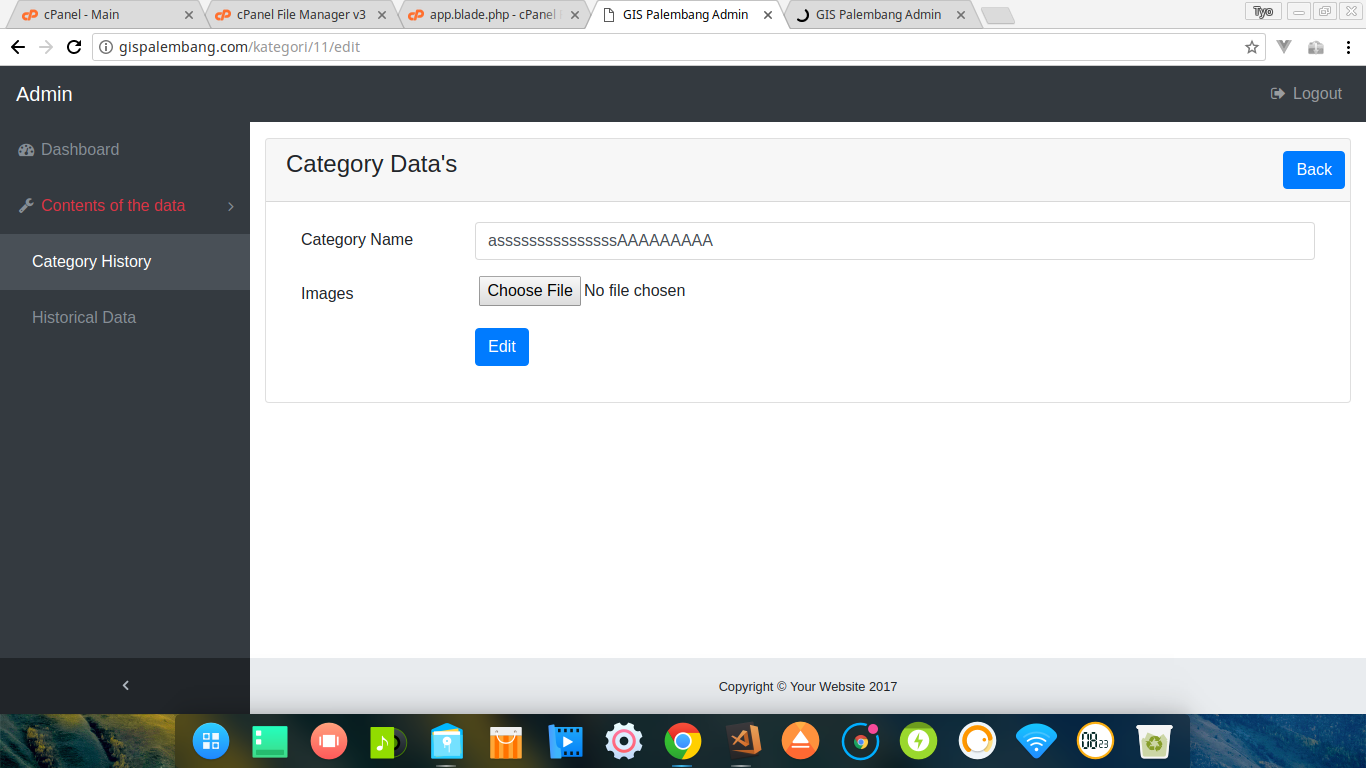 cPanel - Main
cPanel File Manager v3
app.blade.php - cPanel
GIS Palembang Admin
GIS Palembang Admin
Tyo
gispalembang.com/kategori/11/edit
Admin
Logout
Dashboard
Contents of the data
Category History
Historical Data
Category Data's
Back
Category Name
asssssssssssssssAAAAAAAAA
Images
Choose File No file chosen
Edit
Copyright © Your Website 2017
08 23